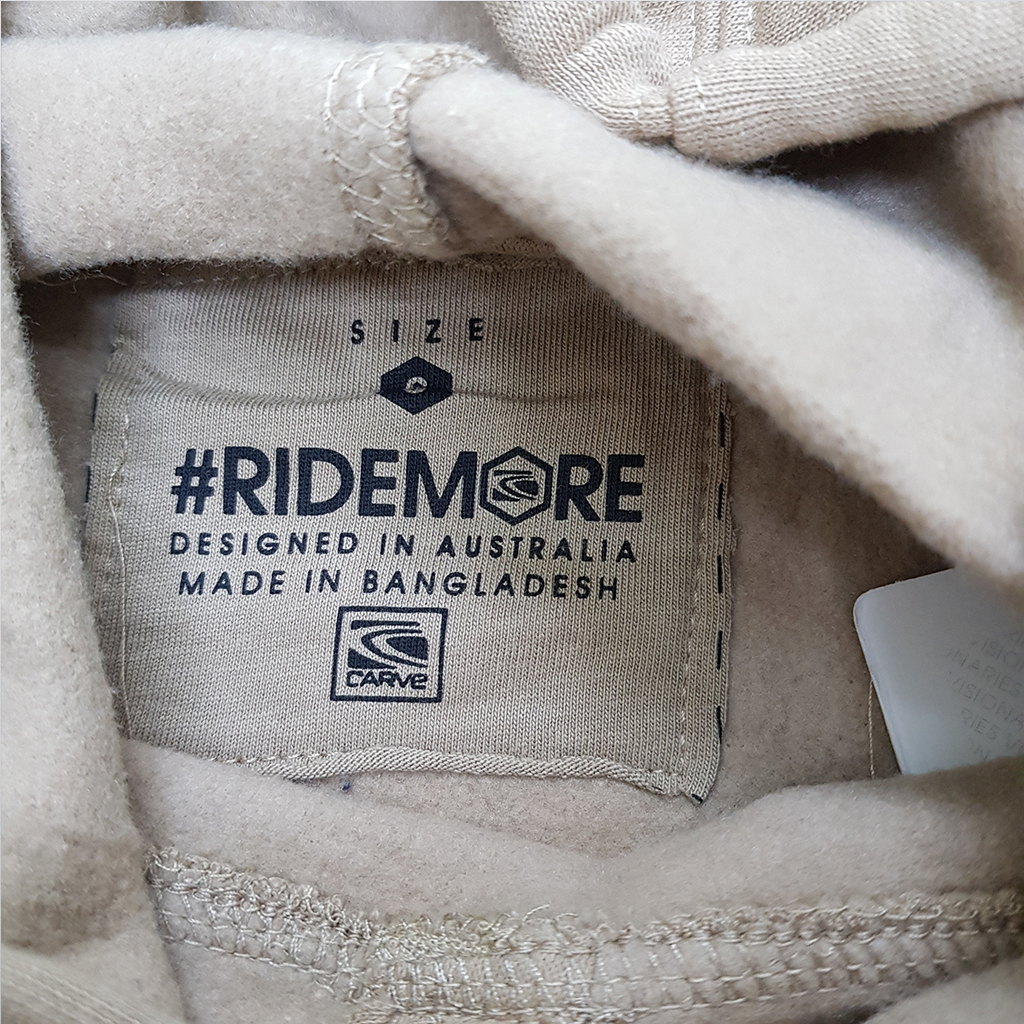 SIZE
#RIDEMORE
DESIGNED IN AUSTRALIA
MADE IN BANGLADESH
CARVE